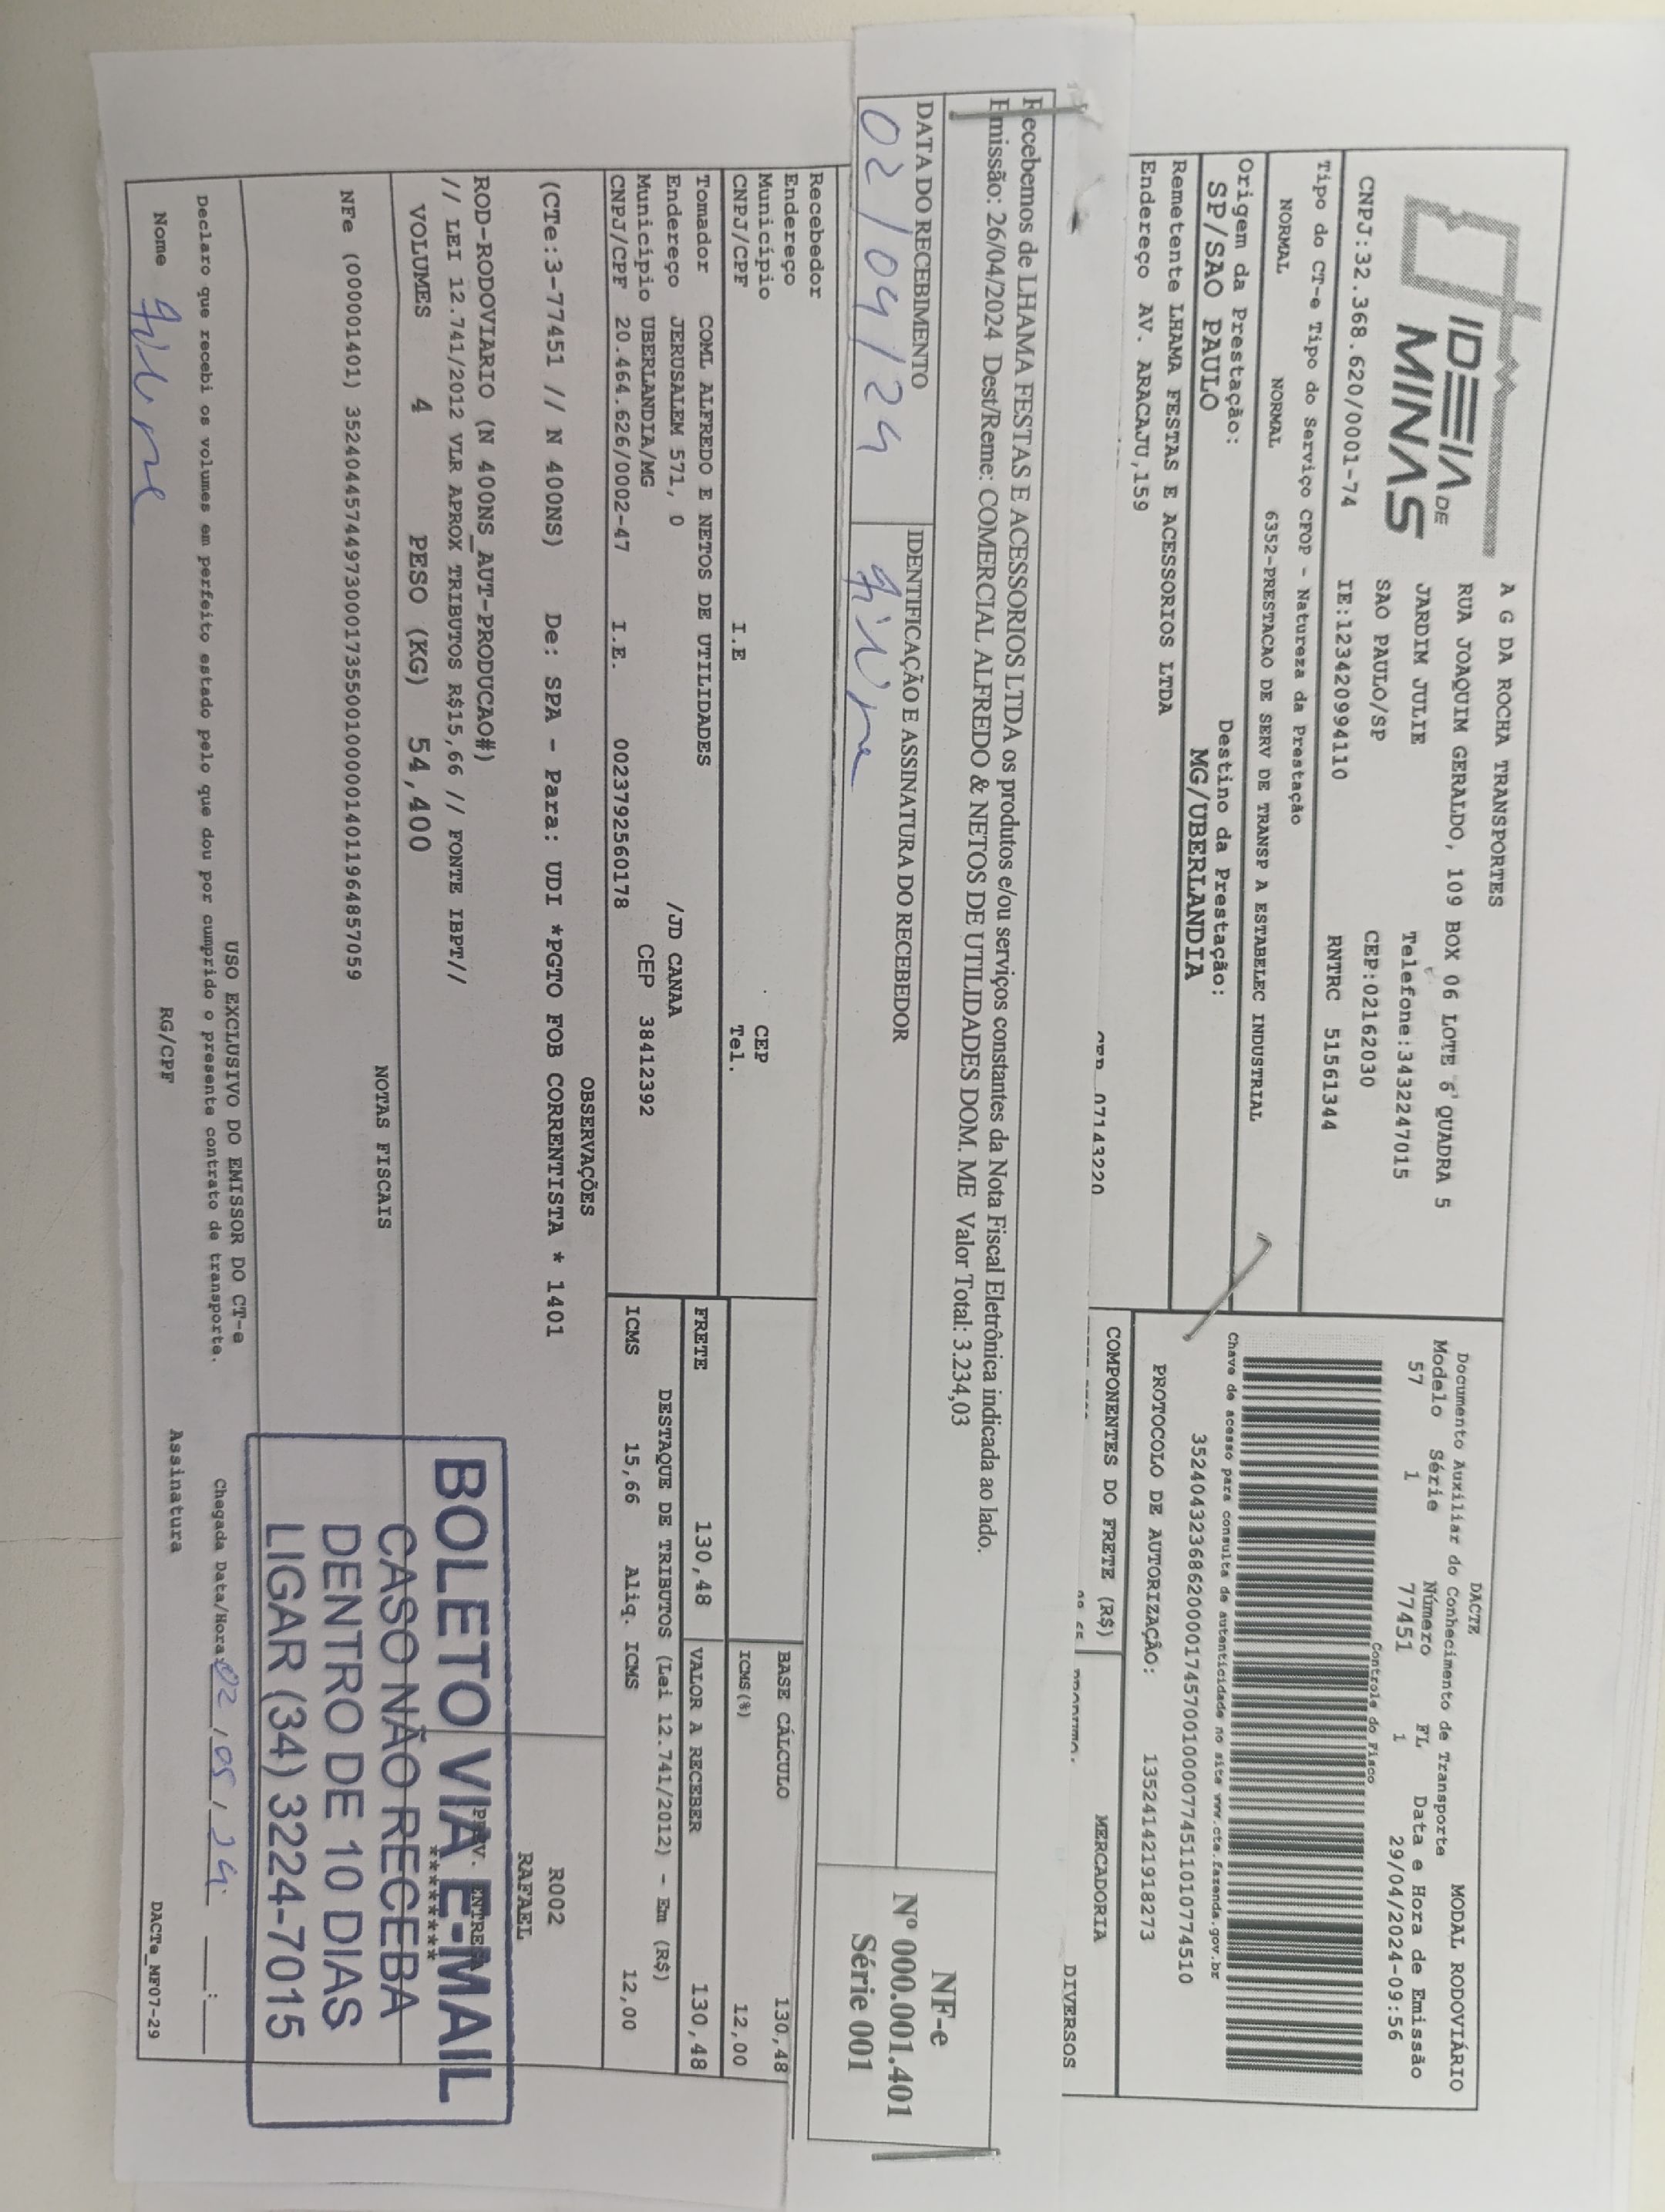 IDEIA DE
MINAS
A G DA ROCHA TRANSPORTES
RUA JOAQUIM GERALDO, 109 BOX 06 LOTE 6 QUADRA 5
JARDIM JULIE Telefone:3432247015
SAO PAULO/SP CEP:02162030
CNPJ:32.368.620/0001-74 IE:123420994110 RNTRC 51561344
Tipo do CT-e Tipo do Serviço CFOP - Natureza da Prestação
NORMAL NORMAL 6352-PRESTACAO DE SERV DE TRANSP A ESTABELEC INDUSTRIAL
Origem da Prestação: Destino da Prestação:
SP/SAO PAULO MG/UBERLANDIA
Remetente LHAMA FESTAS E ACESSORIOS LTDA
Endereço AV. ARACAJU,159
CEP 07143220
DACTE
Documento Auxiliar do Conhecimento de Transporte MODAL RODOVIÁRIO
Modelo Série Número FL Data e Hora de Emissão
57 1 77451 1 29/04/2024-09:56
Controle do Fisco
Chave de acesso para consulta de autenticidade no site www.cte.fazenda.gov.br
35240432368620000174570010000774511010774510
PROTOCOLO DE AUTORIZAÇÃO: 135241421918273
COMPONENTES DO FRETE (R$) MERCADORIA
DIVERSOS
Recebemos de LHAMA FESTAS E ACESSORIOS LTDA os produtos e/ou serviços constantes da Nota Fiscal Eletrônica indicada ao lado.
Emissão: 26/04/2024 Dest/Reme: COMERCIAL ALFREDO & NETOS DE UTILIDADES DOM. ME Valor Total: 3.234,03
DATA DO RECEBIMENTO IDENTIFICAÇÃO E ASSINATURA DO RECEBEDOR
02/04/24
NF-e
Nº 000.001.401
Série 001
Recebedor
Endereço
Município CEP
CNPJ/CPF I.E Tel.
BASE CÁLCULO 130,48
ICMS(%) 12,00
Tomador COML ALFREDO E NETOS DE UTILIDADES
Endereço JERUSALEM 571, 0 /JD CANAA
Município UBERLANDIA/MG CEP 38412392
CNPJ/CPF 20.464.626/0002-47 I.E. 0023792560178
FRETE 130,48 VALOR A RECEBER 130,48
DESTAQUE DE TRIBUTOS (Lei 12.741/2012) - Em (R$)
ICMS 15,66 Aliq. ICMS 12,00
OBSERVAÇÕES
(CTe:3-77451 // N 400NS) De: SPA - Para: UDI *PGTO FOB CORRENTISTA * 1401
R002
RAFAEL
ROD-RODOVIARIO (N 400NS_AUT-PRODUCAO#)
// LEI 12.741/2012 VLR APROX TRIBUTOS R$15,66 // FONTE IBPT//
VOLUMES 4 PESO (KG) 54,400
********
NOTAS FISCAIS
NFe (000001401) 35240445744973000173550010000014011964857059
BOLETO VIA E-MAIL
CASO NÃO RECEBA
DENTRO DE 10 DIAS
LIGAR (34) 3224-7015
USO EXCLUSIVO DO EMISSOR DO CT-e
Declaro que recebi os volumes em perfeito estado pelo que dou por cumprido o presente contrato de transporte. Chegada Data/Hora: 02/05/24 __:__
Nome RG/CPF Assinatura
DACTe_MF07-29